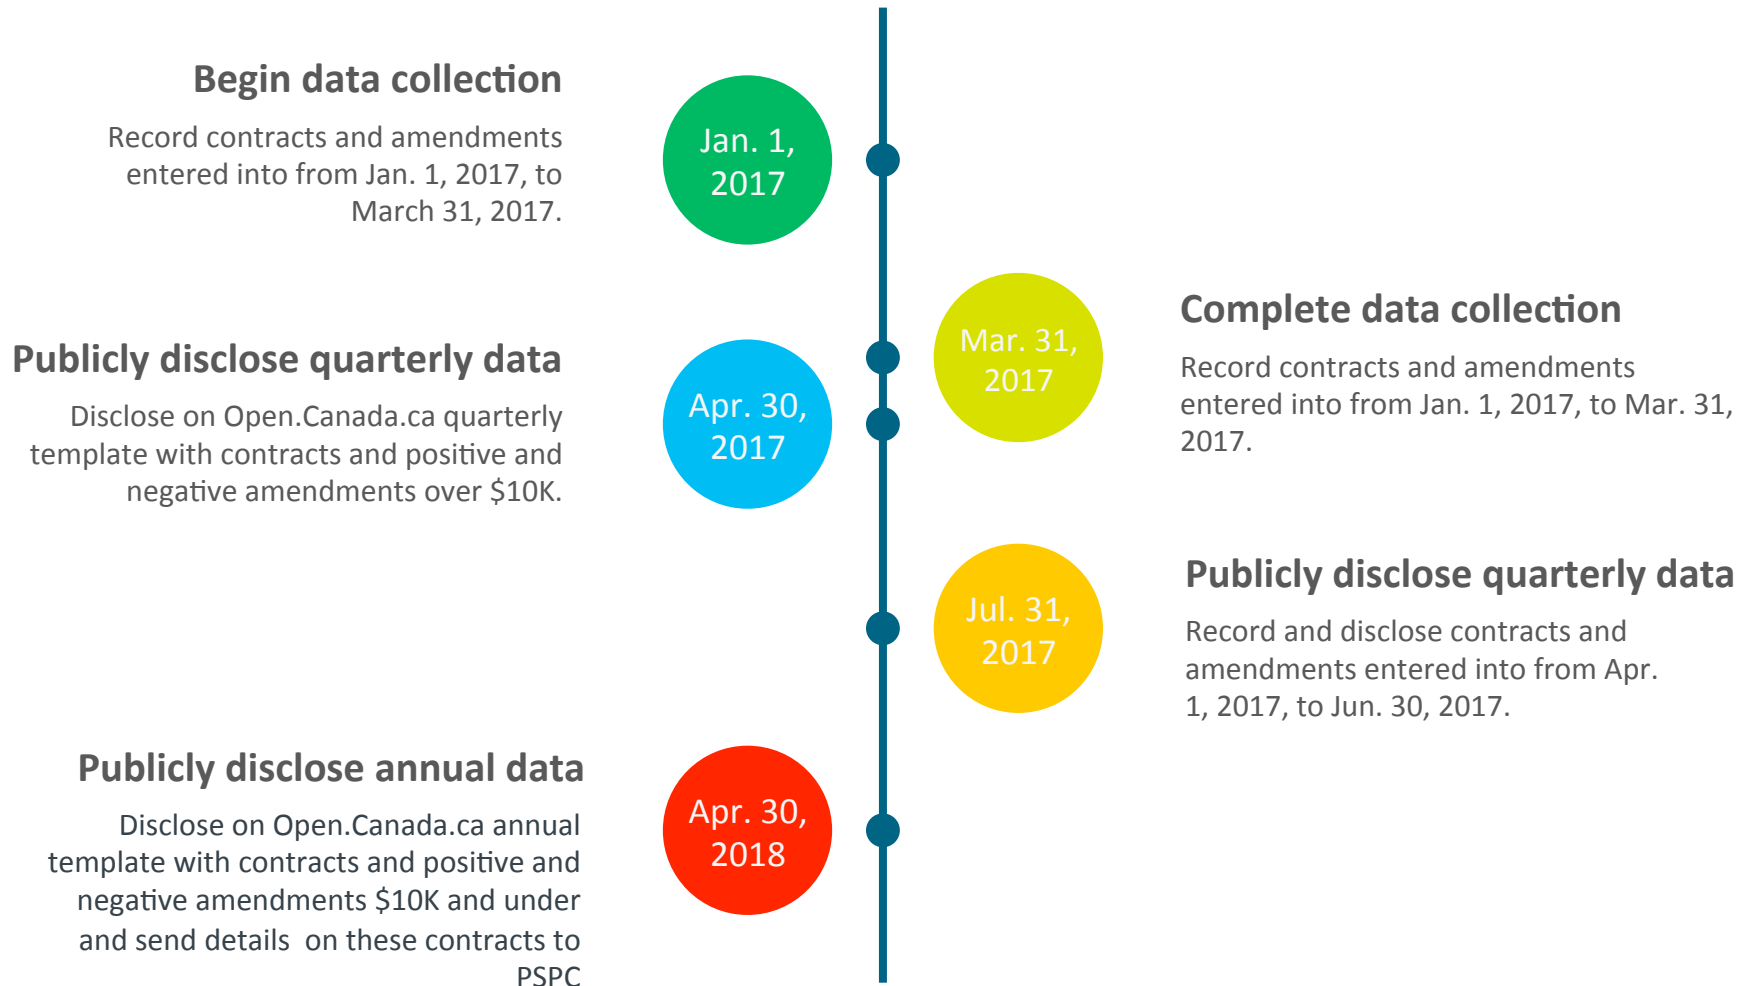 Begin data collection
Record contracts and amendments
entered into from Jan. 1, 2017, to
March 31, 2017.
Jan. 1,
2017
Mar. 31,
2017
Complete data collection
Record contracts and amendments
entered into from Jan. 1, 2017, to Mar. 31,
2017.
Publicly disclose quarterly data
Disclose on Open.Canada.ca quarterly
template with contracts and positive and
negative amendments over $10K.
Apr. 30,
2017
Jul. 31,
2017
Publicly disclose quarterly data
Record and disclose contracts and
amendments entered into from Apr.
1, 2017, to Jun. 30, 2017.
Publicly disclose annual data
Disclose on Open.Canada.ca annual
template with contracts and positive and
negative amendments $10K and under
and send details  on these contracts to
PSPC
Apr. 30,
2018